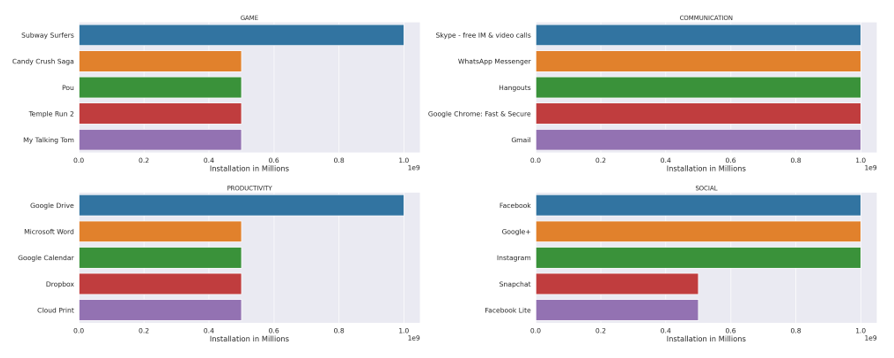 GAME
Subway Surfers
Candy Crush Saga
Pou
Temple Run 2
My Talking Tom
0.0 0.2 0.4 0.6 0.8 1.0
Installation in Millions
1e9
COMMUNICATION
Skype - free IM & video calls
WhatsApp Messenger
Hangouts
Google Chrome: Fast & Secure
Gmail
0.0 0.2 0.4 0.6 0.8 1.0
Installation in Millions
1e9
PRODUCTIVITY
Google Drive
Microsoft Word
Google Calendar
Dropbox
Cloud Print
0.0 0.2 0.4 0.6 0.8 1.0
Installation in Millions
1e9
SOCIAL
Facebook
Google+
Instagram
Snapchat
Facebook Lite
0.0 0.2 0.4 0.6 0.8 1.0
Installation in Millions
1e9